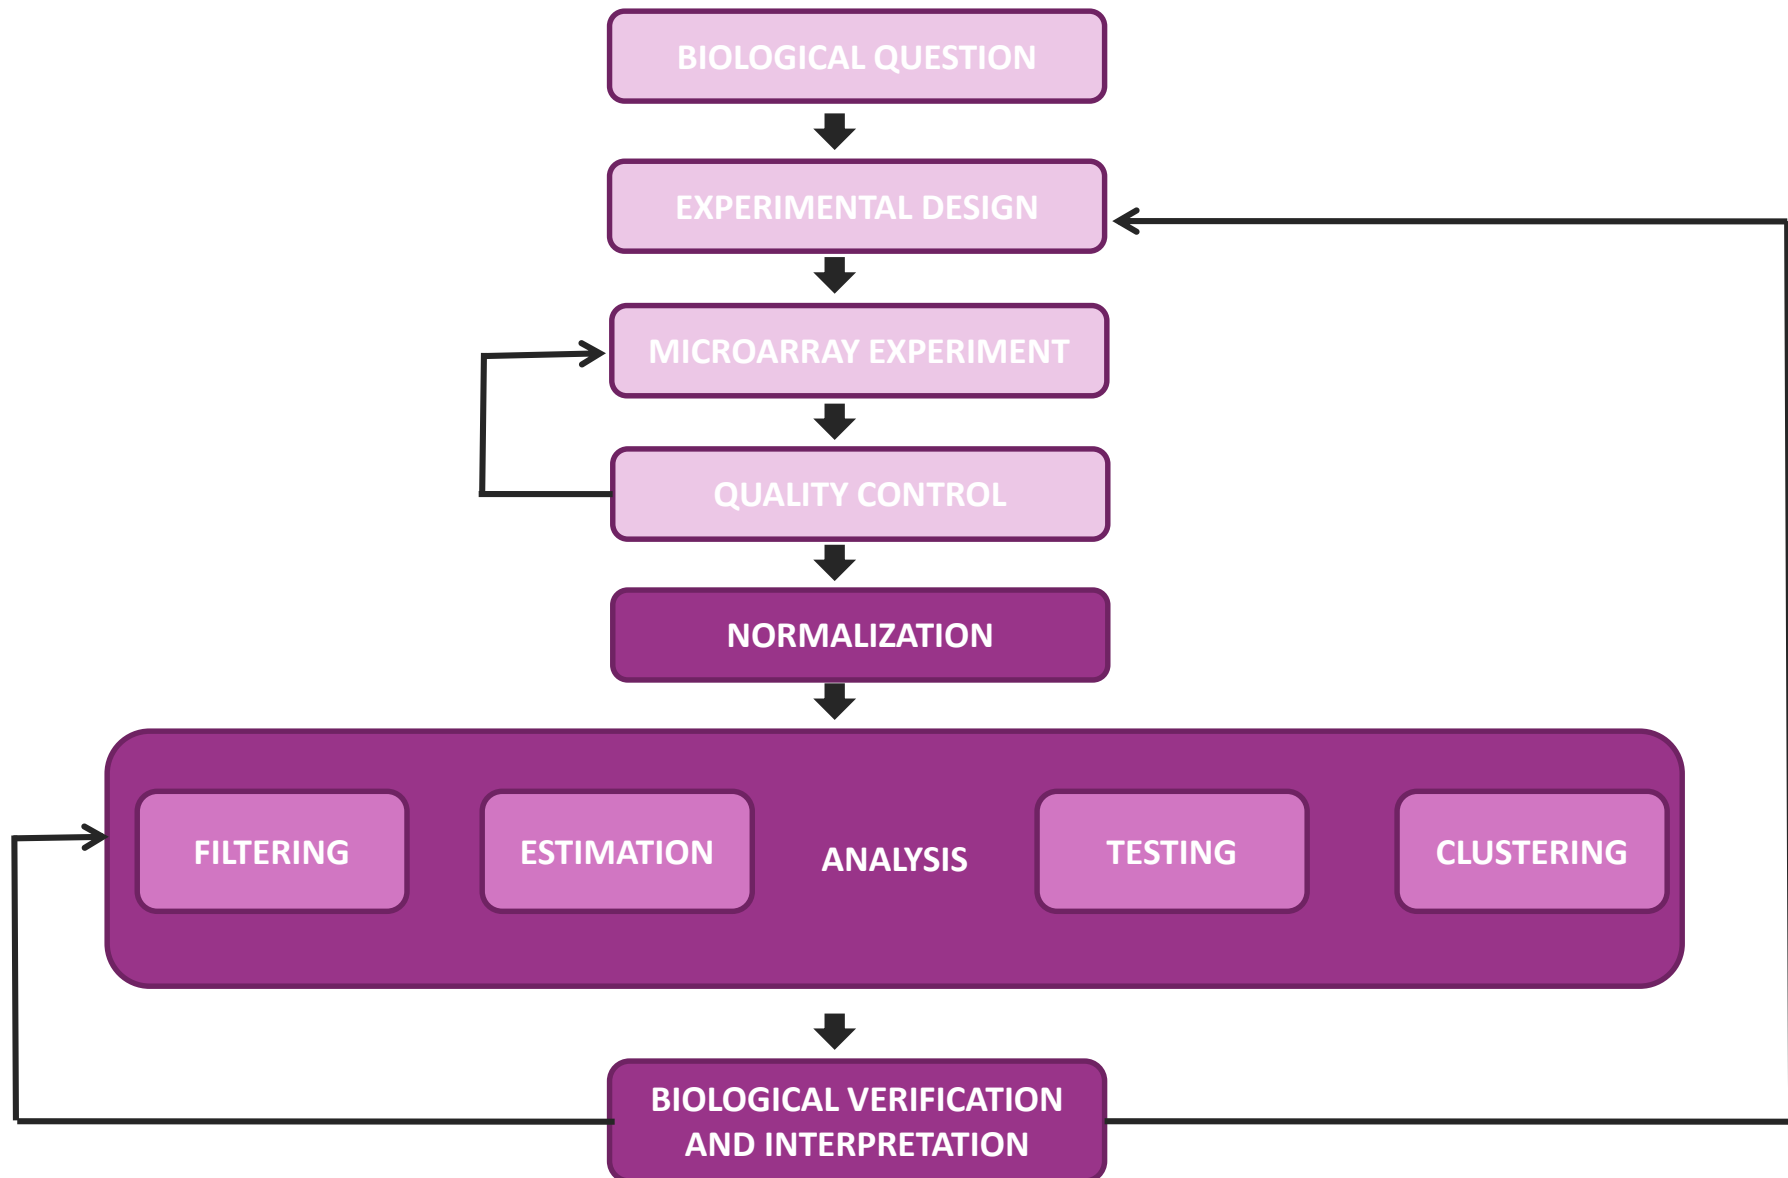 BIOLOGICAL QUESTION
EXPERIMENTAL DESIGN
MICROARRAY EXPERIMENT
QUALITY CONTROL
NORMALIZATION
FILTERING
ESTIMATION
ANALYSIS
TESTING
CLUSTERING
BIOLOGICAL VERIFICATION
AND INTERPRETATION